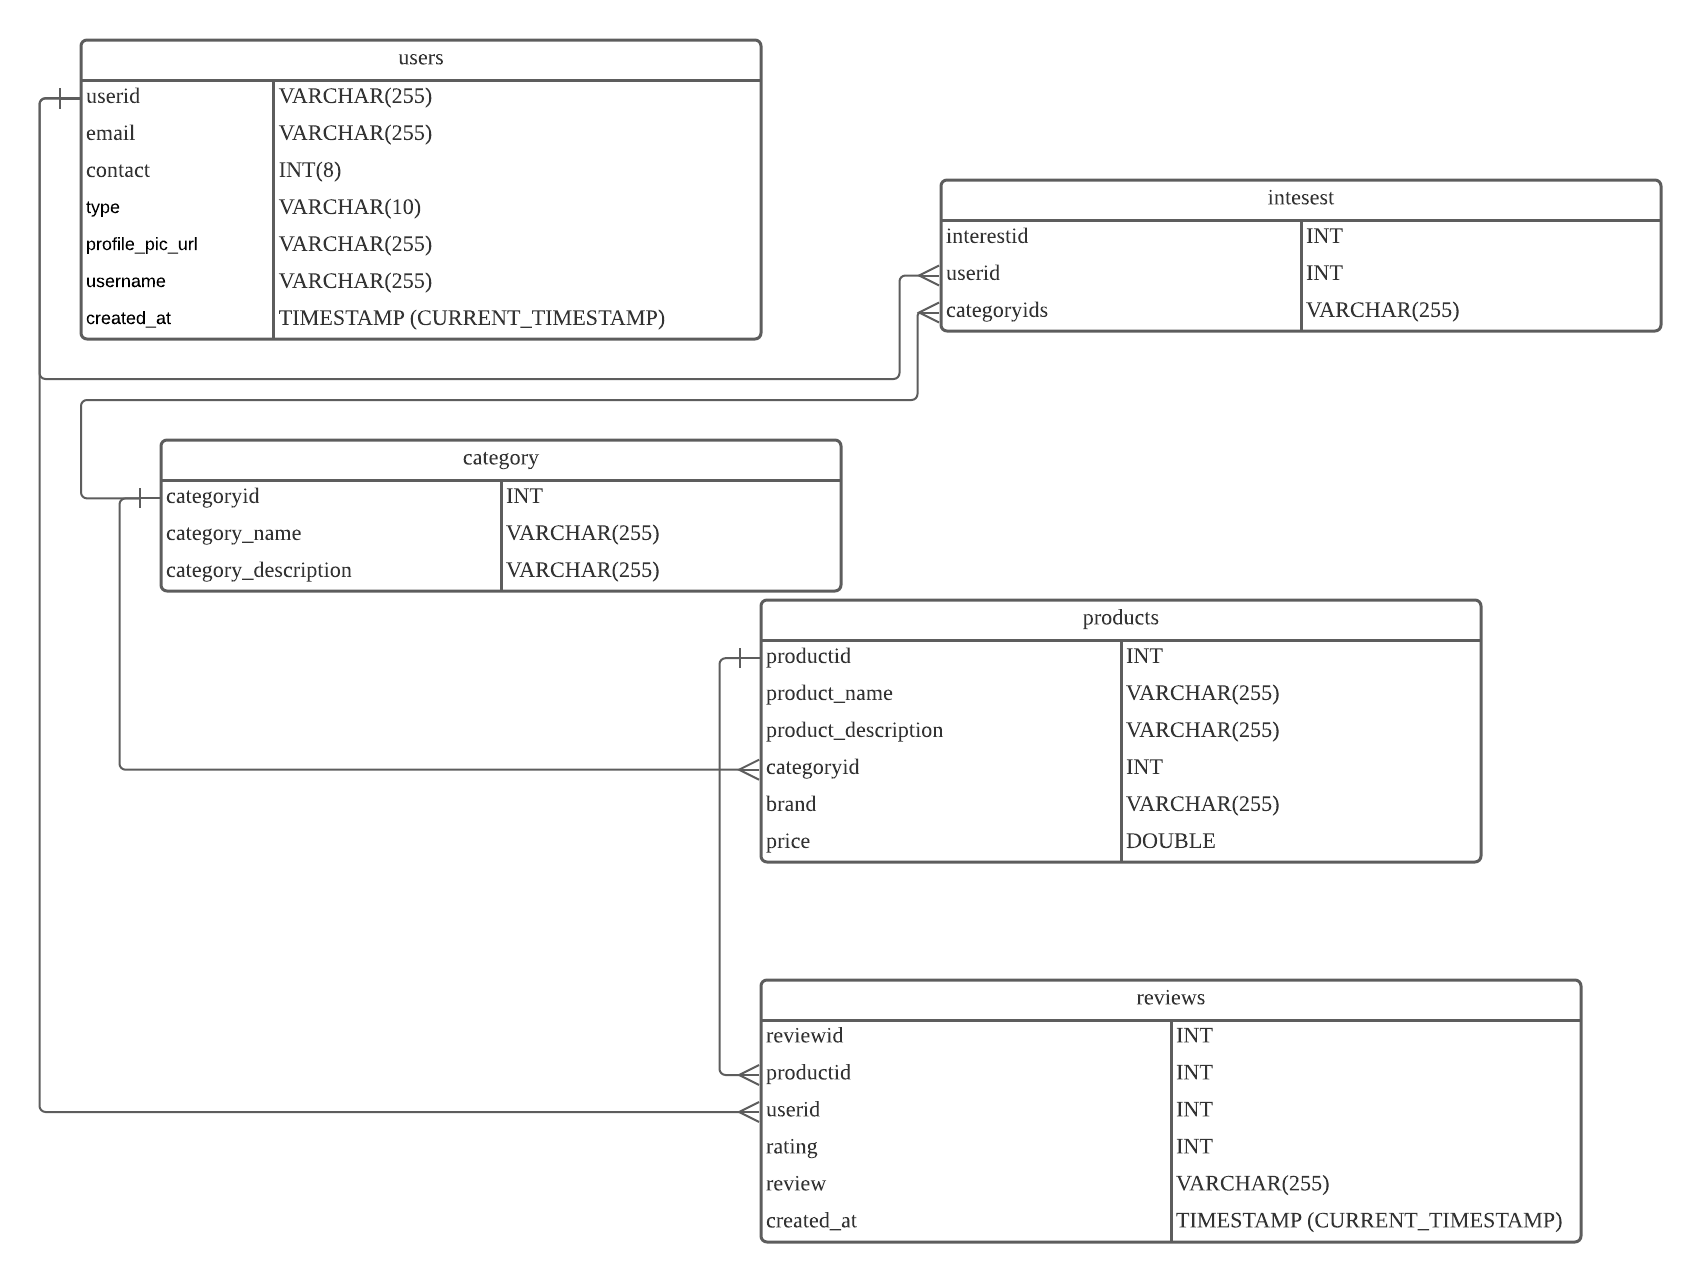 users
userid VARCHAR(255)
email VARCHAR(255)
contact INT(8)
type VARCHAR(10)
profile_pic_url VARCHAR(255)
username VARCHAR(255)
created_at TIMESTAMP (CURRENT_TIMESTAMP)
intesest
interestid INT
userid INT
categoryids VARCHAR(255)
category
categoryid INT
category_name VARCHAR(255)
category_description VARCHAR(255)
products
productid INT
product_name VARCHAR(255)
product_description VARCHAR(255)
categoryid INT
brand VARCHAR(255)
price DOUBLE
reviews
reviewid INT
productid INT
userid INT
rating INT
review VARCHAR(255)
created_at TIMESTAMP (CURRENT_TIMESTAMP)